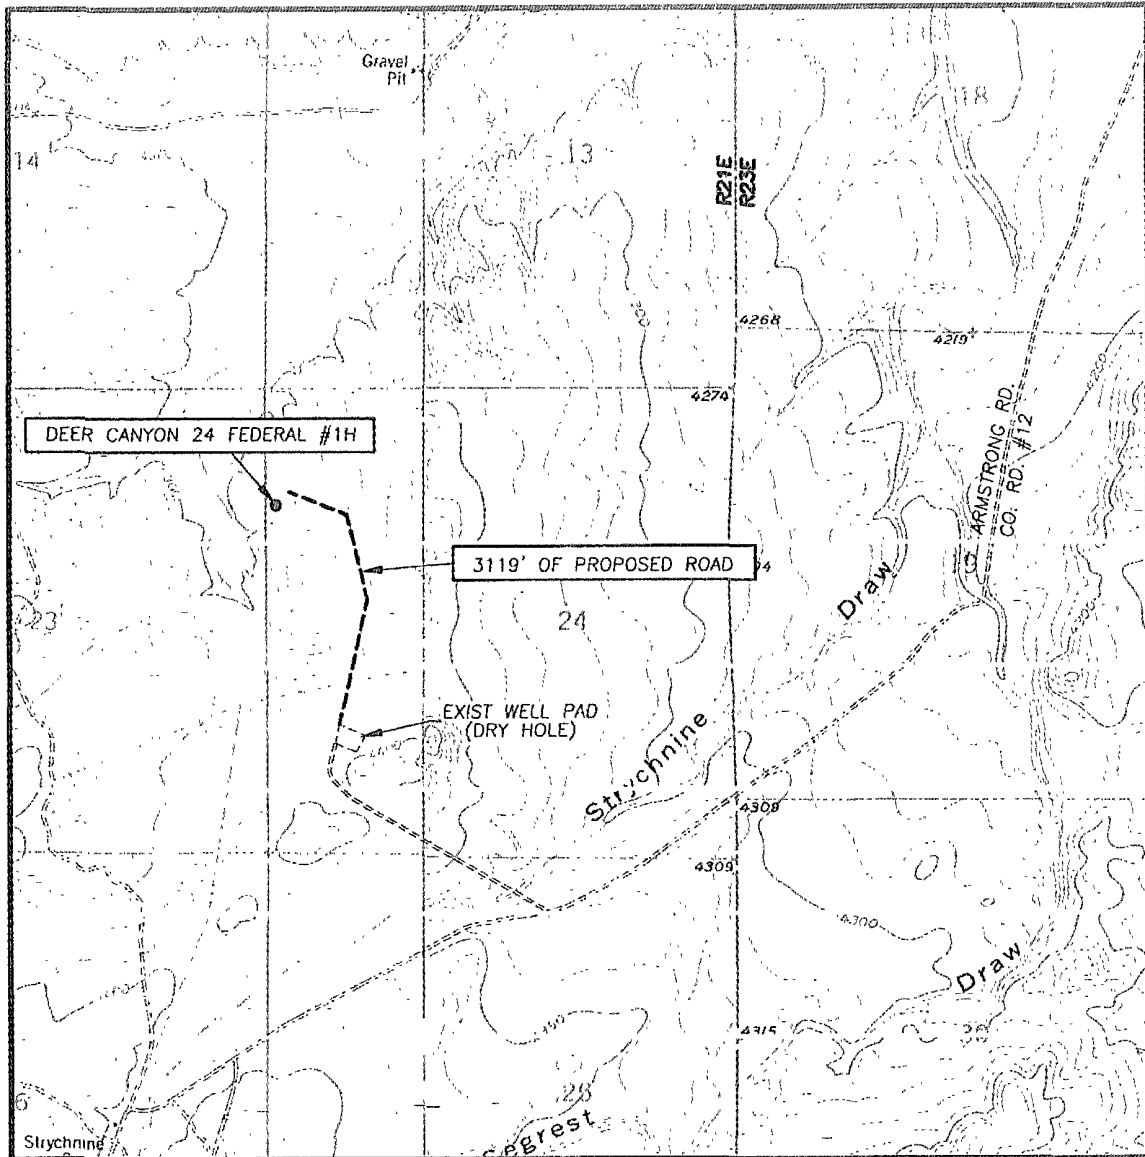 Gravel
Pit
18
14
13
R21E
R23E
4268
4219
4274
DEER CANYON 24 FEDERAL #1H
ARMSTRONG RD.
CO. RD. #12
3119' OF PROPOSED ROAD
Draw
23
24
EXIST WELL PAD
(DRY HOLE)
Strychnine
4309
4309
4300
Draw
4315
6
Strychnine
Segrest